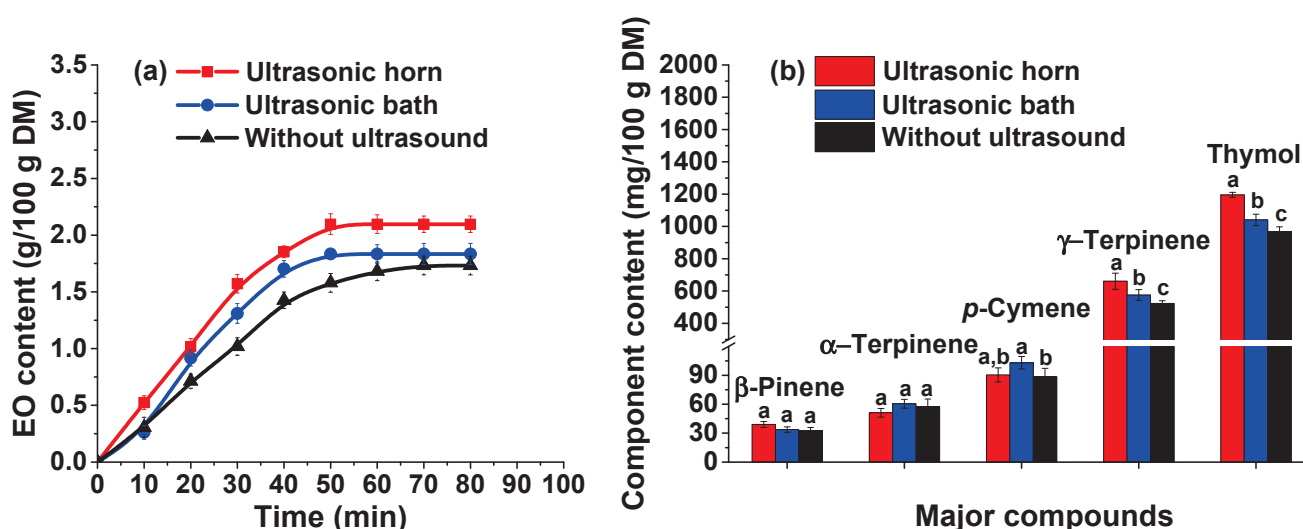 (a)
Ultrasonic horn
Ultrasonic bath
Without ultrasound
EO content (g/100 g DM)
3.5
3.0
2.5
2.0
1.5
1.0
0.5
0.0
0 10 20 30 40 50 60 70 80 90 100
Time (min)
(b)
Ultrasonic horn
Ultrasonic bath
Without ultrasound
Component content (mg/100 g DM)
2000
1800
1600
1400
1200
1000
800
600
400
90
60
30
0
β-Pinene
a a a
α–Terpinene
a a a
p-Cymene
a,b a b
γ–Terpinene
a b c
Thymol
a b c
Major compounds